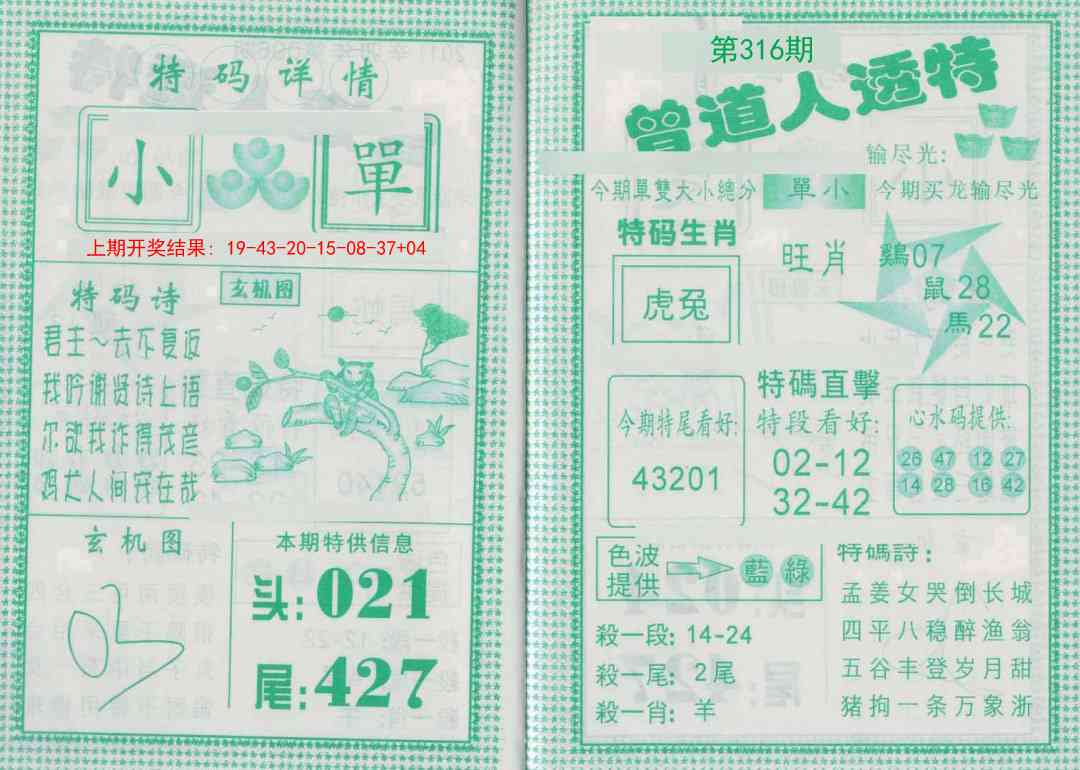 特码详情
小 單
上期开奖结果：19-43-20-15-08-37+04
特码诗
君主～去不复返
我吟谢贤诗上语
尔欲我诈得茂彦
鸡犬人间宛在哉
玄机图
玄机图
本期特供信息
头:021
尾:427
第316期
曾道人透特
输尽光:
今期單雙大小總分 單小 今期买龙输尽光
特码生肖
虎兔
旺肖
鷄07
鼠28
馬22
今期特尾看好:
43201
特碼直擊
特段看好:
02-12
32-42
心水码提供:
26 47 12 27
14 28 16 42
色波
提供
藍 綠
殺一段: 14-24
殺一尾: 2尾
殺一肖: 羊
特碼詩:
孟姜女哭倒长城
四平八稳醉渔翁
五谷丰登岁月甜
猪拘一条万象浙